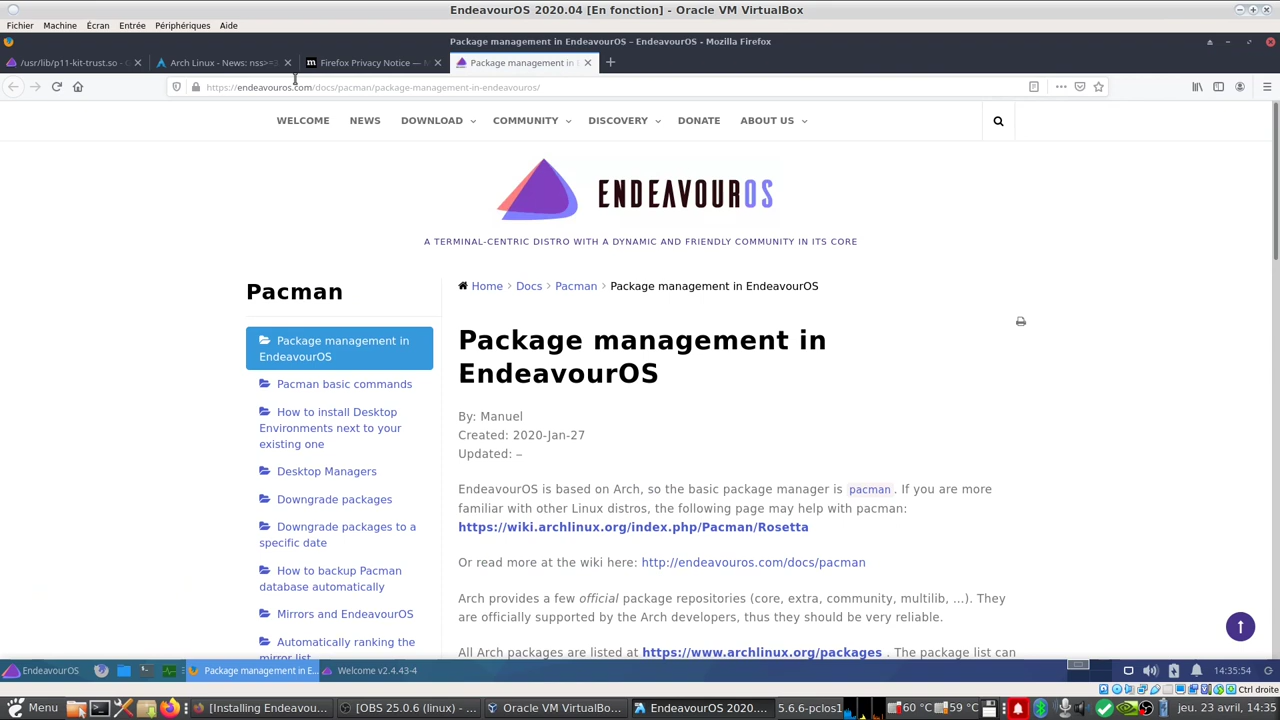 EndeavourOS 2020.04 [En fonction] - Oracle VM VirtualBox
Fichier Machine Écran Entrée Périphériques Aide
Package management in EndeavourOS – EndeavourOS - Mozilla Firefox
/usr/lib/p11-kit-trust.so -
Arch Linux - News: nss>=
Firefox Privacy Notice —
Package management in
https://endeavouros.com/docs/pacman/package-management-in-endeavouros/
WELCOME NEWS DOWNLOAD COMMUNITY DISCOVERY DONATE ABOUT US
ENDEAVOUROS
A TERMINAL-CENTRIC DISTRO WITH A DYNAMIC AND FRIENDLY COMMUNITY IN ITS CORE
Pacman
Package management in
EndeavourOS
Pacman basic commands
How to install Desktop
Environments next to your
existing one
Desktop Managers
Downgrade packages
Downgrade packages to a
specific date
How to backup Pacman
database automatically
Mirrors and EndeavourOS
Automatically ranking the
mirror list
Home > Docs > Pacman > Package management in EndeavourOS
Package management in
EndeavourOS
By: Manuel
Created: 2020-Jan-27
Updated: –
EndeavourOS is based on Arch, so the basic package manager is pacman. If you are more
familiar with other Linux distros, the following page may help with pacman:
https://wiki.archlinux.org/index.php/Pacman/Rosetta
Or read more at the wiki here: http://endeavouros.com/docs/pacman
Arch provides a few official package repositories (core, extra, community, multilib, …). They
are officially supported by the Arch developers, thus they should be very reliable.
All Arch packages are listed at https://www.archlinux.org/packages . The package list can
EndeavourOS
Package management in E...
Welcome v2.4.43-4
14:35:54
Ctrl droite
Menu
[Installing Endeavou...
[OBS 25.0.6 (linux) - ...
Oracle VM VirtualBo...
EndeavourOS 2020....
5.6.6-pclos1
60 °C
59 °C
jeu. 23 avril, 14:35